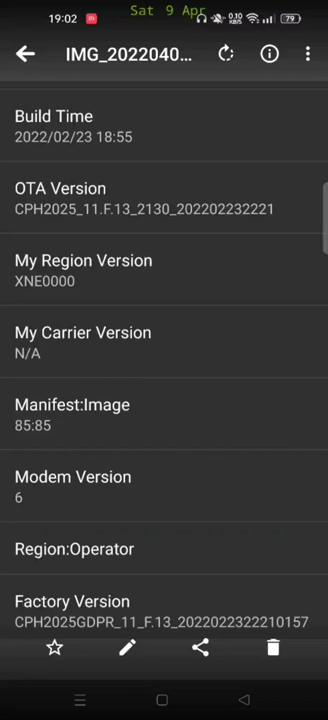 19:02
Sat 9 Apr
0.10
KB/S
79
IMG_2022040...
Build Time
2022/02/23 18:55
OTA Version
CPH2025_11.F.13_2130_202202232221
My Region Version
XNE0000
My Carrier Version
N/A
Manifest:Image
85:85
Modem Version
6
Region:Operator
Factory Version
CPH2025GDPR_11_F.13_2022022322210157